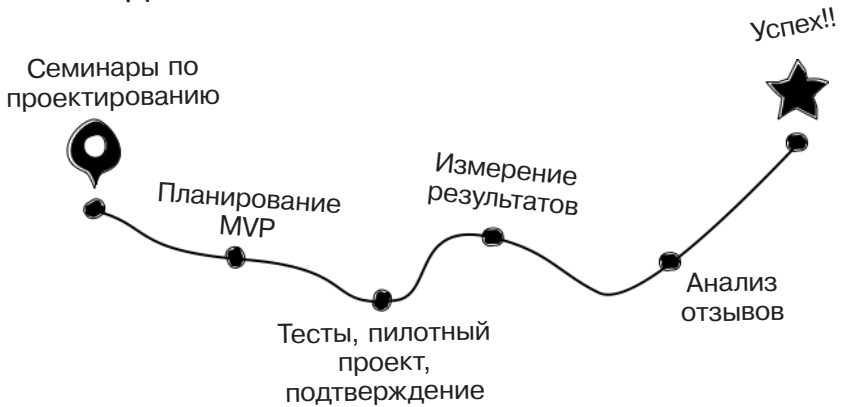 Семинары по
проектированию
Планирование
MVP
Тесты, пилотный
проект,
подтверждение
Измерение
результатов
Анализ
отзывов
Успех!!